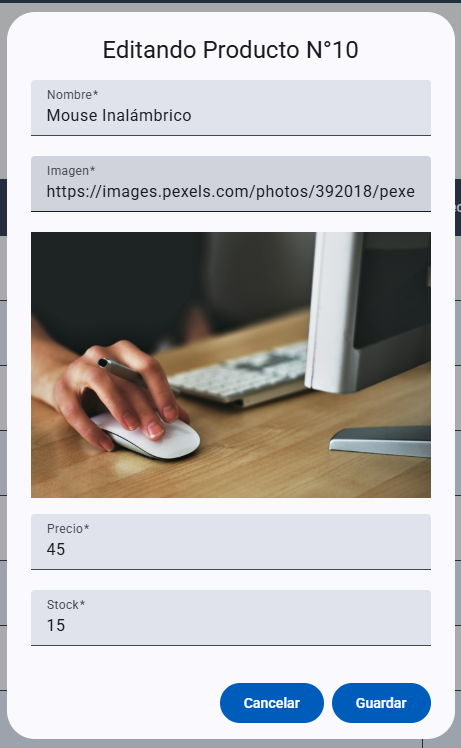 Editando Producto N°10
Nombre*
Mouse Inalámbrico
Imagen*
https://images.pexels.com/photos/392018/pexe
Precio*
45
Stock*
15
Cancelar Guardar